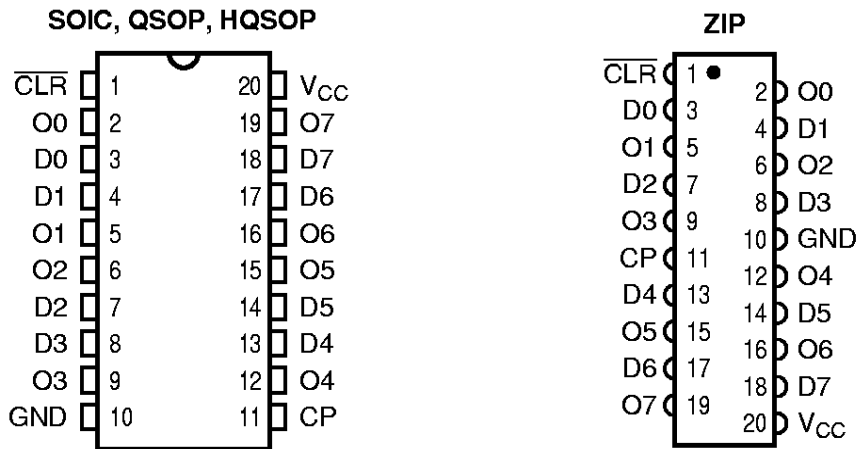 SOIC, QSOP, HQSOP
C̅L̅R̅ 1 20 VCC
O0 2 19 O7
D0 3 18 D7
D1 4 17 D6
O1 5 16 O6
O2 6 15 O5
D2 7 14 D5
D3 8 13 D4
O3 9 12 O4
GND 10 11 CP
ZIP
C̅L̅R̅ 1
2 O0
D0 3
4 D1
O1 5
6 O2
D2 7
8 D3
O3 9
10 GND
CP 11
12 O4
D4 13
14 D5
O5 15
16 O6
D6 17
18 D7
O7 19
20 VCC